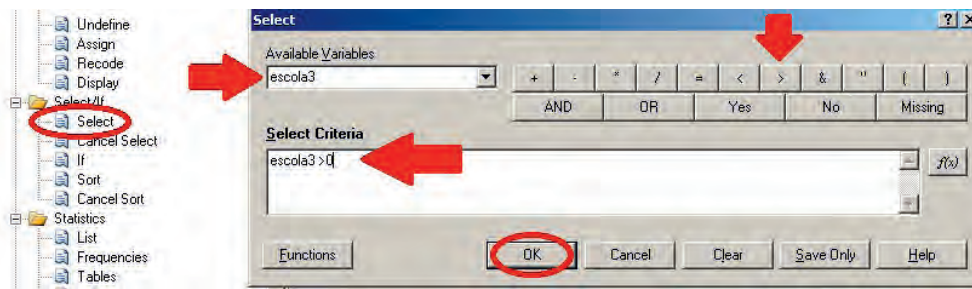 Undefine
Assign
Recode
Display
Select/If
Select
Cancel Select
If
Sort
Cancel Sort
Statistics
List
Frequencies
Tables
Select
? X
Available Variables
escola3
+ - * / = < > & " ( )
AND OR Yes No Missing
Select Criteria
escola3 >0
f(x)
Functions OK Cancel Clear Save Only Help